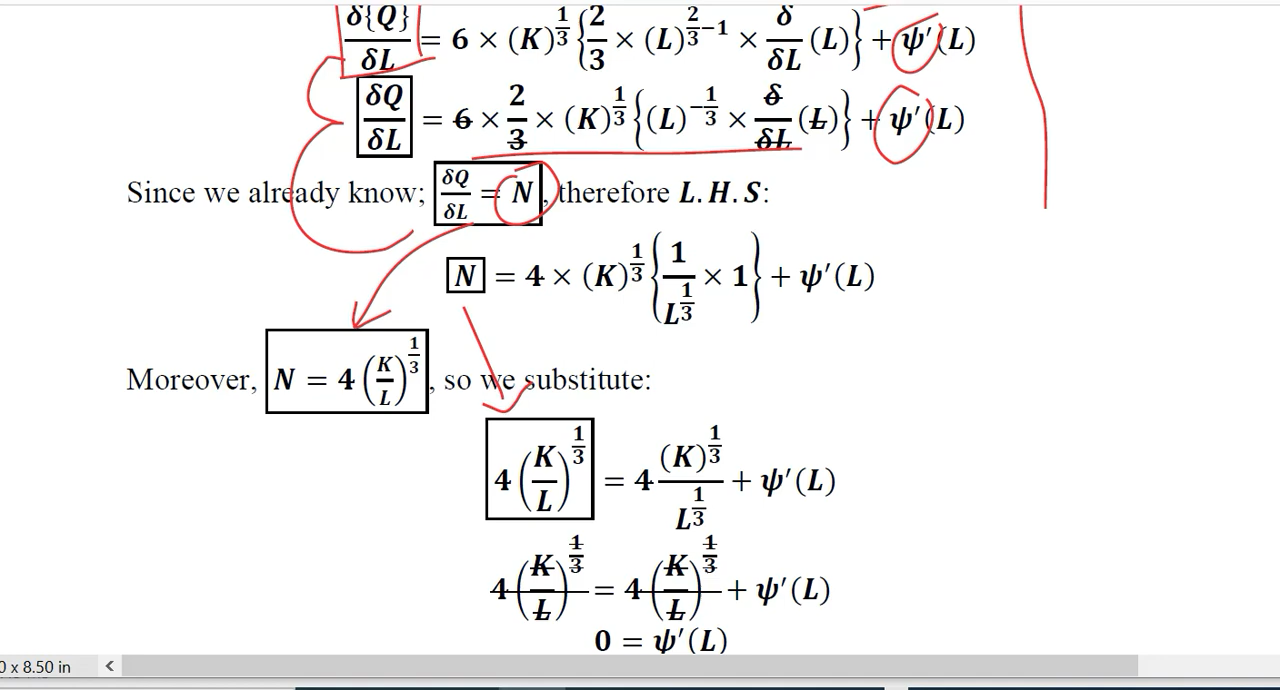 δ{Q}/δL = 6 × (K)^(1/3) {2/3 × (L)^(2/3−1) × δ/δL (L)} + ψ′(L)
δQ/δL = 6 × 2/3 × (K)^(1/3) {(L)^(−1/3) × δ/δL (L)} + ψ′(L)
Since we already know; δQ/δL = N, therefore L.H.S:
N = 4 × (K)^(1/3) {1/L^(1/3) × 1} + ψ′(L)
Moreover, N = 4 (K/L)^(1/3), so we substitute:
4 (K/L)^(1/3) = 4 (K)^(1/3)/L^(1/3) + ψ′(L)
4 (K/L)^(1/3) = 4 (K/L)^(1/3) + ψ′(L)
0 = ψ′(L)
0 x 8.50 in